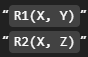 "R1(X, Y)"
"R2(X, Z)"